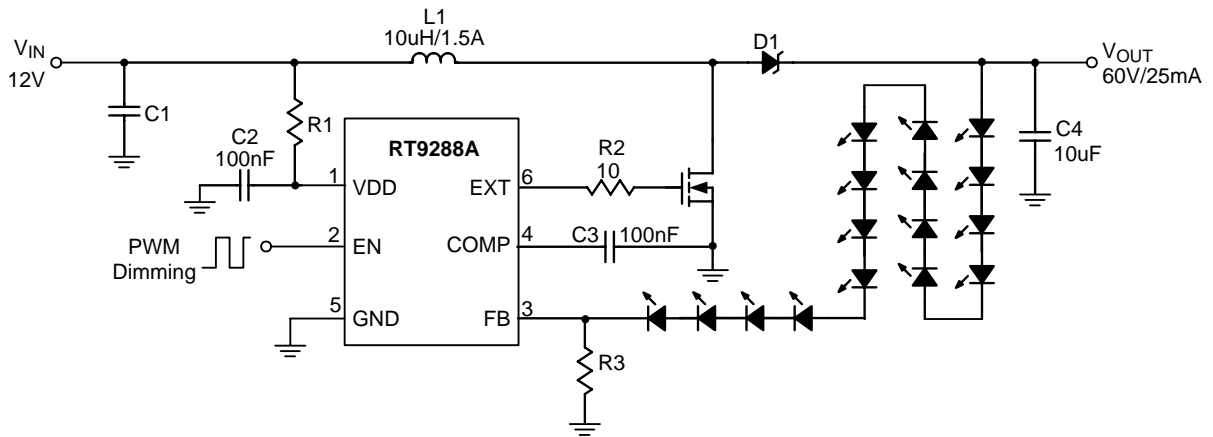 L1
10uH/1.5A
VIN
12V
D1
VOUT
60V/25mA
C1
R1
C2
100nF
RT9288A
R2
10
C4
10uF
1
VDD
EXT
6
PWM
Dimming
2
EN
COMP
4
C3
100nF
5
GND
FB
3
R3